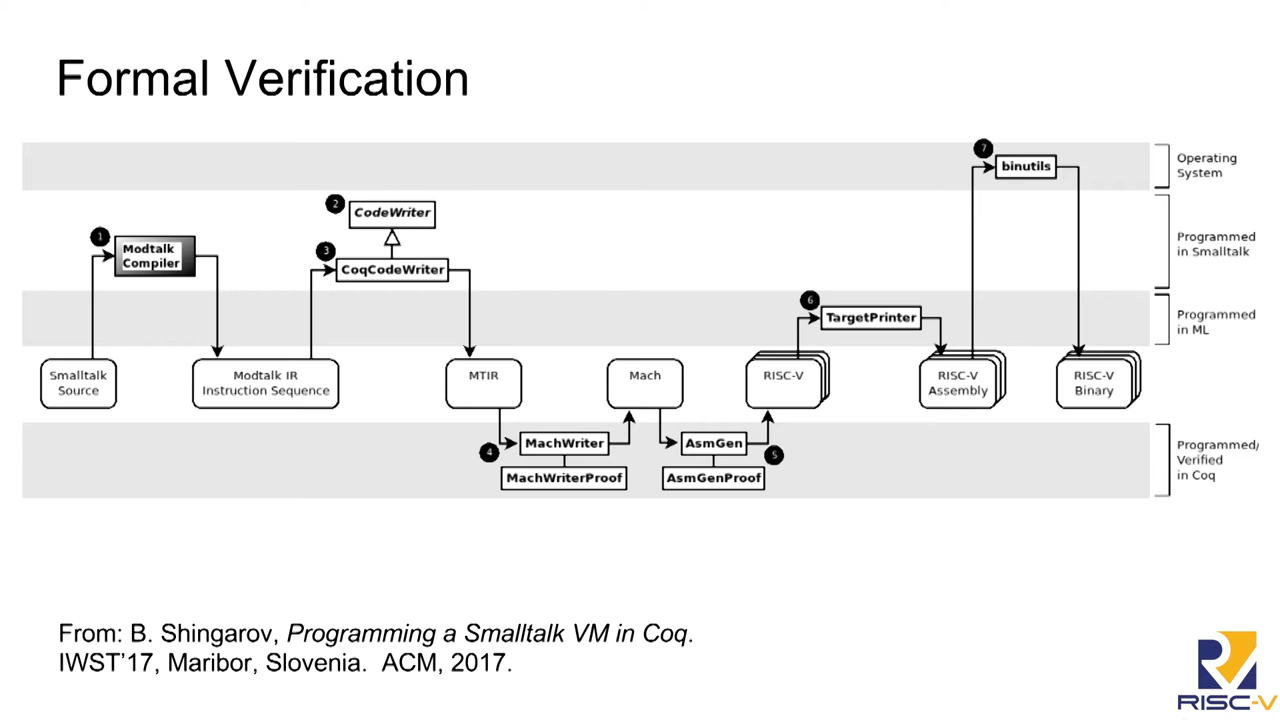 Formal Verification
7
binutils
Operating
System
2
CodeWriter
1
Modtalk
Compiler
3
CoqCodeWriter
Programmed
in Smalltalk
6
TargetPrinter
Programmed
in ML
Smalltalk
Source
Modtalk IR
Instruction Sequence
MTIR
Mach
RISC-V
RISC-V
Assembly
RISC-V
Binary
4
MachWriter
MachWriterProof
AsmGen
5
AsmGenProof
Programmed/
Verified
in Coq
From: B. Shingarov, Programming a Smalltalk VM in Coq.
IWST'17, Maribor, Slovenia. ACM, 2017.
RISC-V